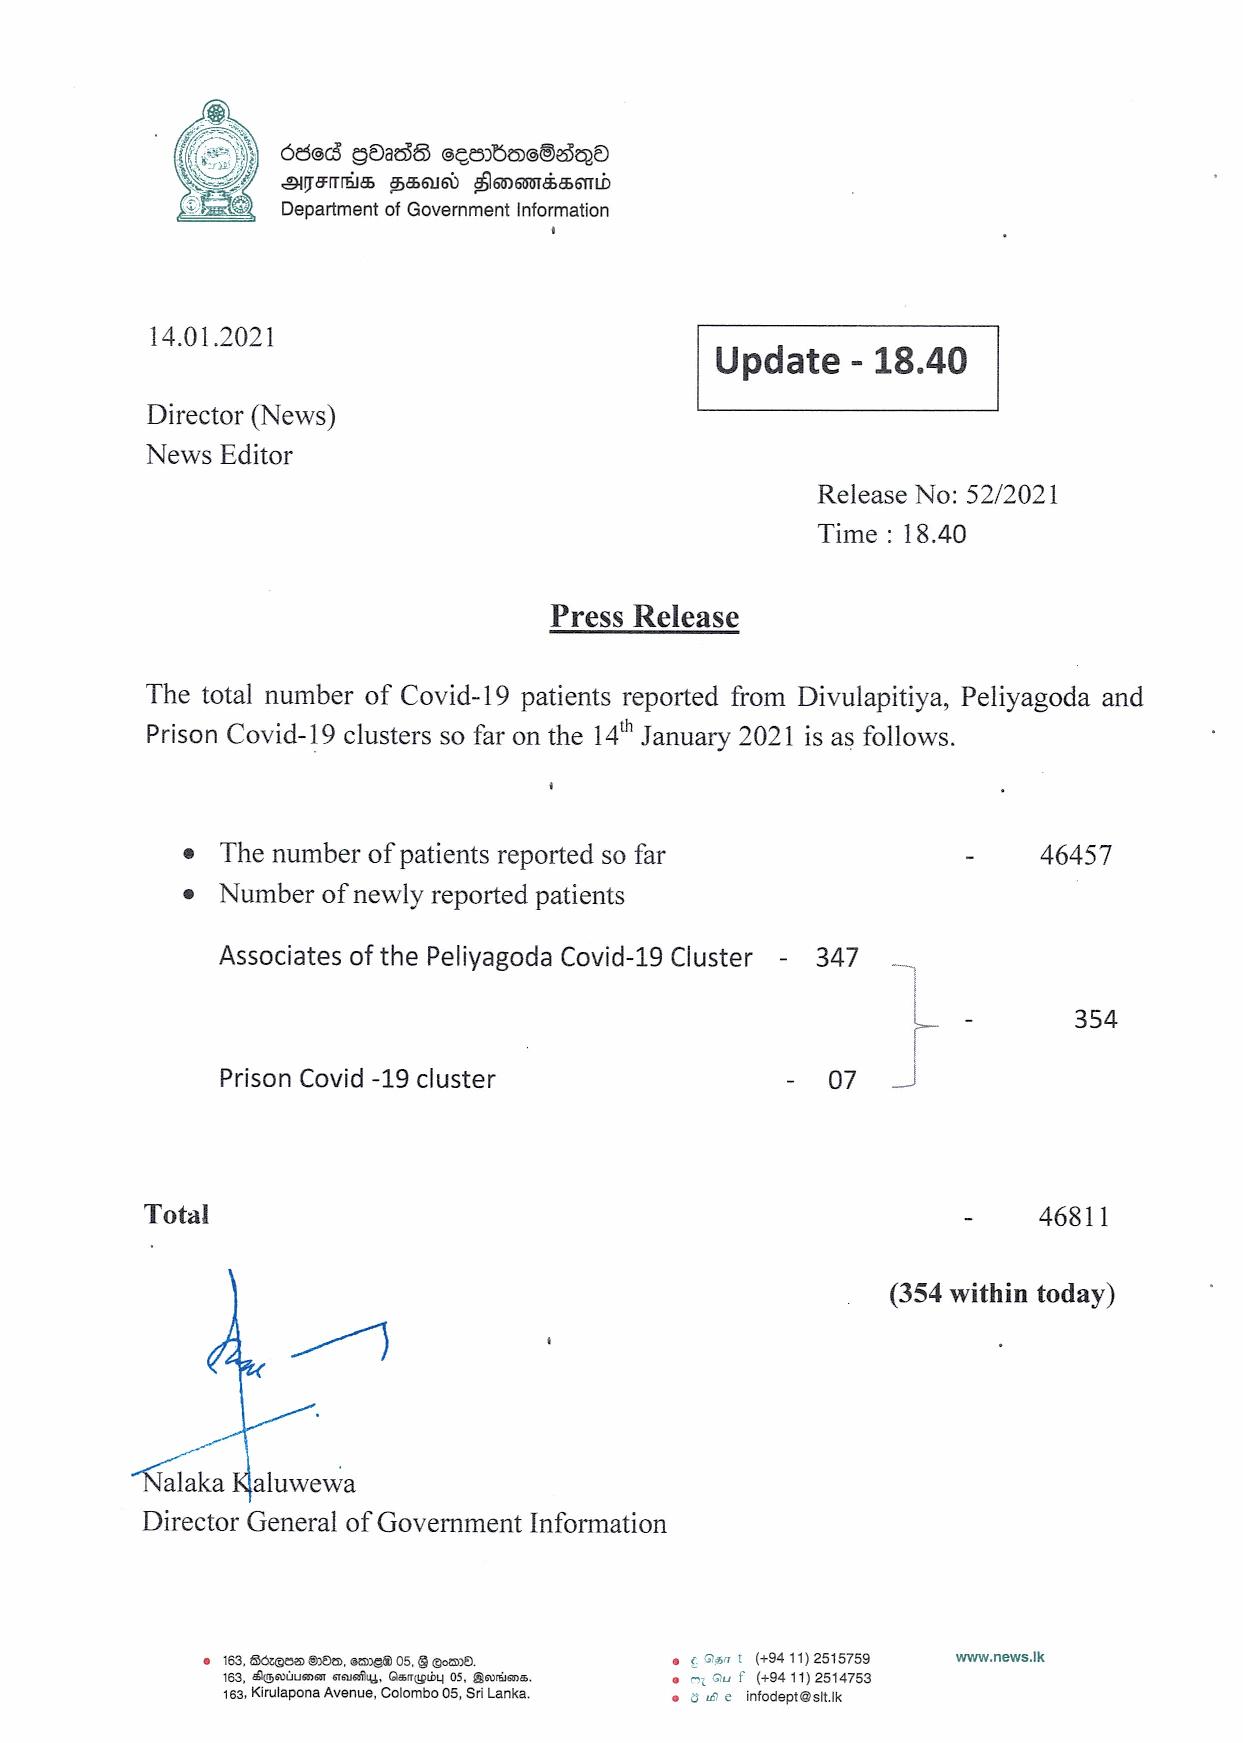 රජයේ ප්‍රවෘත්ති දෙපාර්තමේන්තුව
அரசாங்க தகவல் திணைக்களம்
Department of Government Information
14.01.2021
Update - 18.40
Director (News)
News Editor
Release No: 52/2021
Time : 18.40
Press Release
The total number of Covid-19 patients reported from Divulapitiya, Peliyagoda and
Prison Covid-19 clusters so far on the 14th January 2021 is as follows.
• The number of patients reported so far - 46457
• Number of newly reported patients
Associates of the Peliyagoda Covid-19 Cluster - 347
- 354
Prison Covid -19 cluster - 07
Total - 46811
(354 within today)
Nalaka Kaluwewa
Director General of Government Information
163, කිරුලපන මාවත, කොළඹ 05, ශ්‍රී ලංකාව.
163, கிருலப்பனை எவனியூ, கொழும்பு 05, இலங்கை.
163, Kirulapona Avenue, Colombo 05, Sri Lanka.
දු தொ t (+94 11) 2515759
ෆැ பெ f (+94 11) 2514753
ඊ மி e infodept@slt.lk
www.news.lk